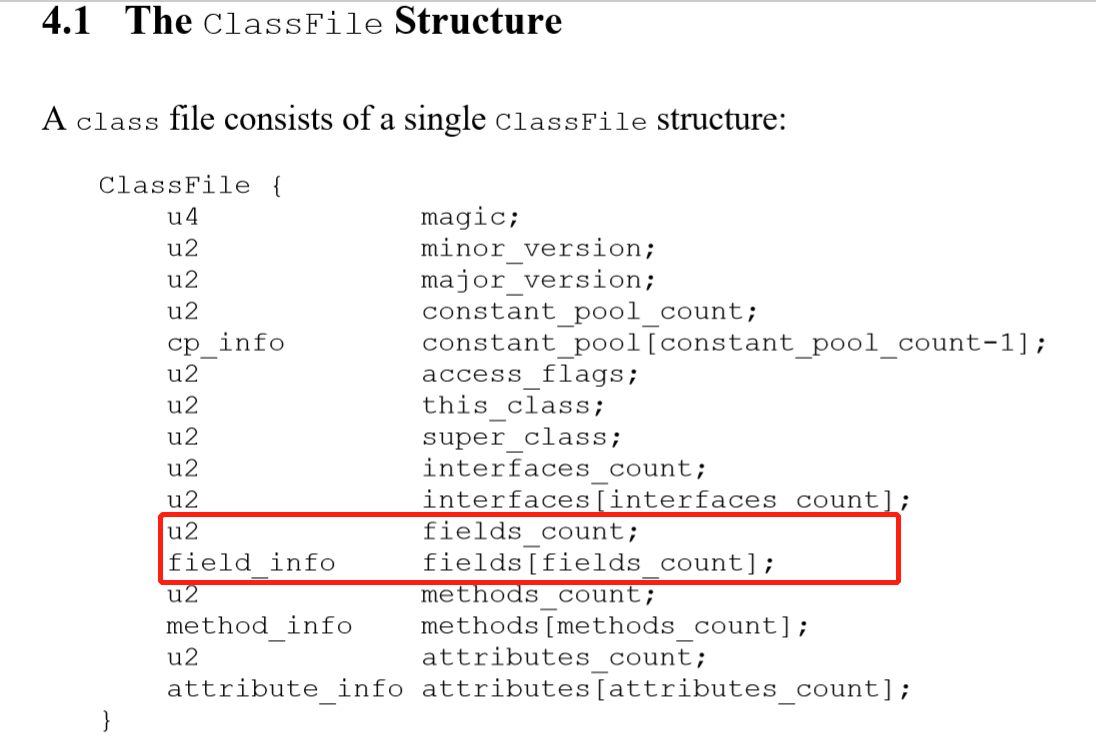 4.1 The ClassFile Structure
A class file consists of a single ClassFile structure:
ClassFile {
u4 magic;
u2 minor_version;
u2 major_version;
u2 constant_pool_count;
cp_info constant_pool[constant_pool_count-1];
u2 access_flags;
u2 this_class;
u2 super_class;
u2 interfaces_count;
u2 interfaces[interfaces_count];
u2 fields_count;
field_info fields[fields_count];
u2 methods_count;
method_info methods[methods_count];
u2 attributes_count;
attribute_info attributes[attributes_count];
}